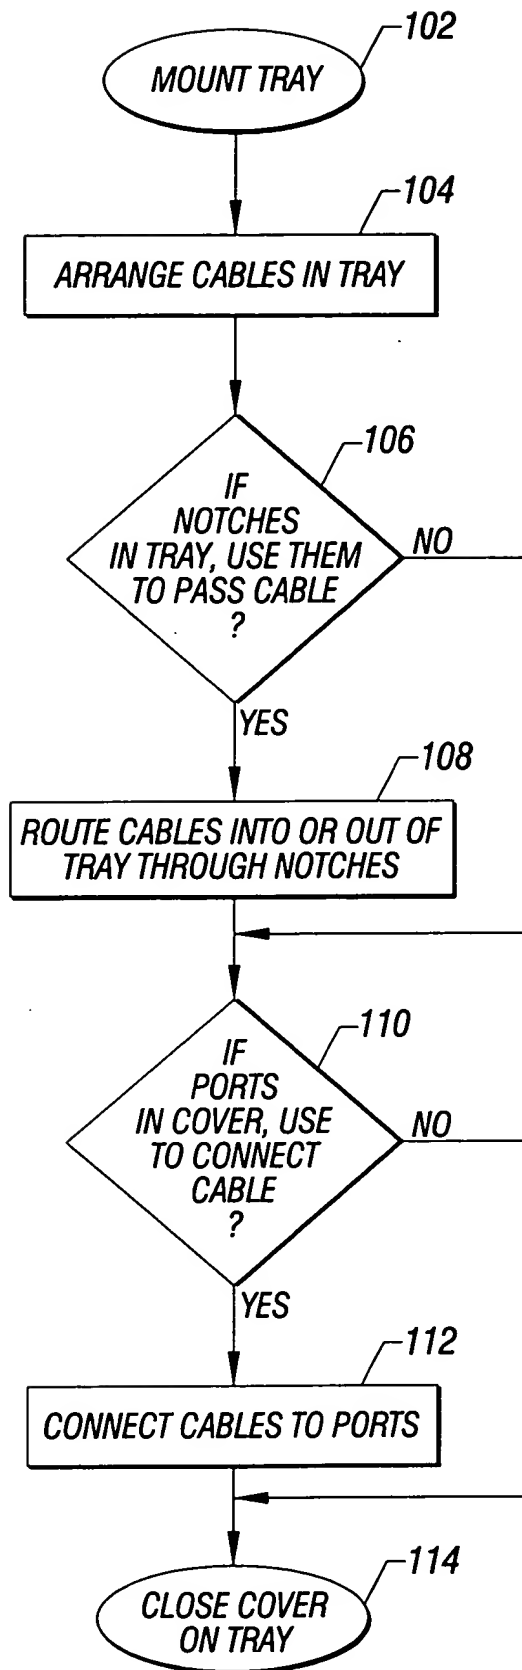 102
MOUNT TRAY
104
ARRANGE CABLES IN TRAY
106
IF
NOTCHES
IN TRAY, USE THEM
TO PASS CABLE
?
NO
YES
108
ROUTE CABLES INTO OR OUT OF
TRAY THROUGH NOTCHES
110
IF
PORTS
IN COVER, USE
TO CONNECT
CABLE
?
NO
YES
112
CONNECT CABLES TO PORTS
114
CLOSE COVER
ON TRAY